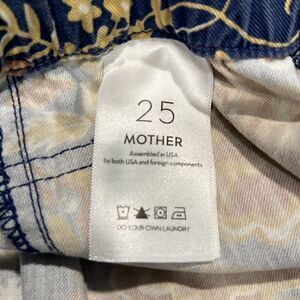 25
MOTHER
Assembled in USA
by both USA and foreign components
DO YOUR OWN LAUNDRY